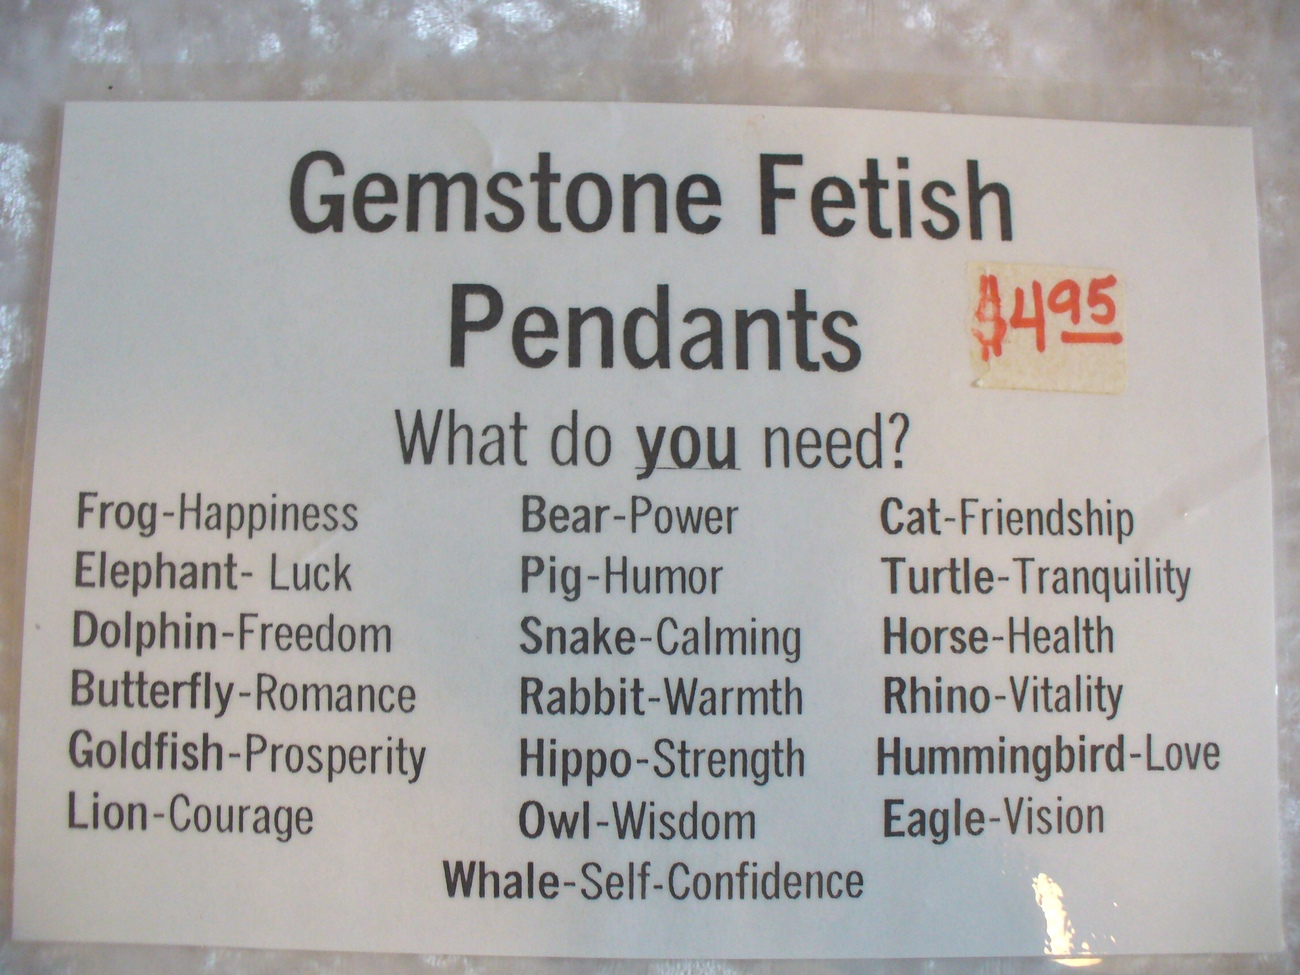 Gemstone Fetish
Pendants
$4.95
What do you need?
Frog-Happiness
Elephant- Luck
Dolphin-Freedom
Butterfly-Romance
Goldfish-Prosperity
Lion-Courage
Bear-Power
Pig-Humor
Snake-Calming
Rabbit-Warmth
Hippo-Strength
Owl-Wisdom
Cat-Friendship
Turtle-Tranquility
Horse-Health
Rhino-Vitality
Hummingbird-Love
Eagle-Vision
Whale-Self-Confidence